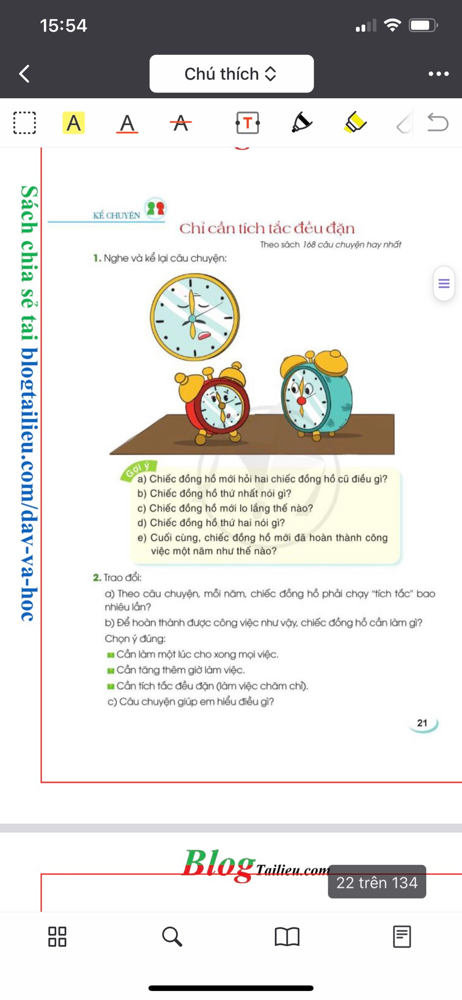 15:54
Chú thích
A A A T
KỂ CHUYỆN
Chỉ cần tích tắc đều đặn
Theo sách 168 câu chuyện hay nhất
1. Nghe và kể lại câu chuyện:
Gợi ý
a) Chiếc đồng hồ mới hỏi hai chiếc đồng hồ cũ điều gì?
b) Chiếc đồng hồ thứ nhất nói gì?
c) Chiếc đồng hồ mới lo lắng thế nào?
d) Chiếc đồng hồ thứ hai nói gì?
e) Cuối cùng, chiếc đồng hồ mới đã hoàn thành công
việc một năm như thế nào?
2. Trao đổi:
a) Theo câu chuyện, mỗi năm, chiếc đồng hồ phải chạy "tích tắc" bao
nhiêu lần?
b) Để hoàn thành được công việc như vậy, chiếc đồng hồ cần làm gì?
Chọn ý đúng:
Cần làm một lúc cho xong mọi việc.
Cần tăng thêm giờ làm việc.
Cần tích tắc đều đặn (làm việc chăm chỉ).
c) Câu chuyện giúp em hiểu điều gì?
21
Sách chia sẻ tai blogtailieu.com/dav-va-hoc
Blog Tailieu.com
22 trên 134